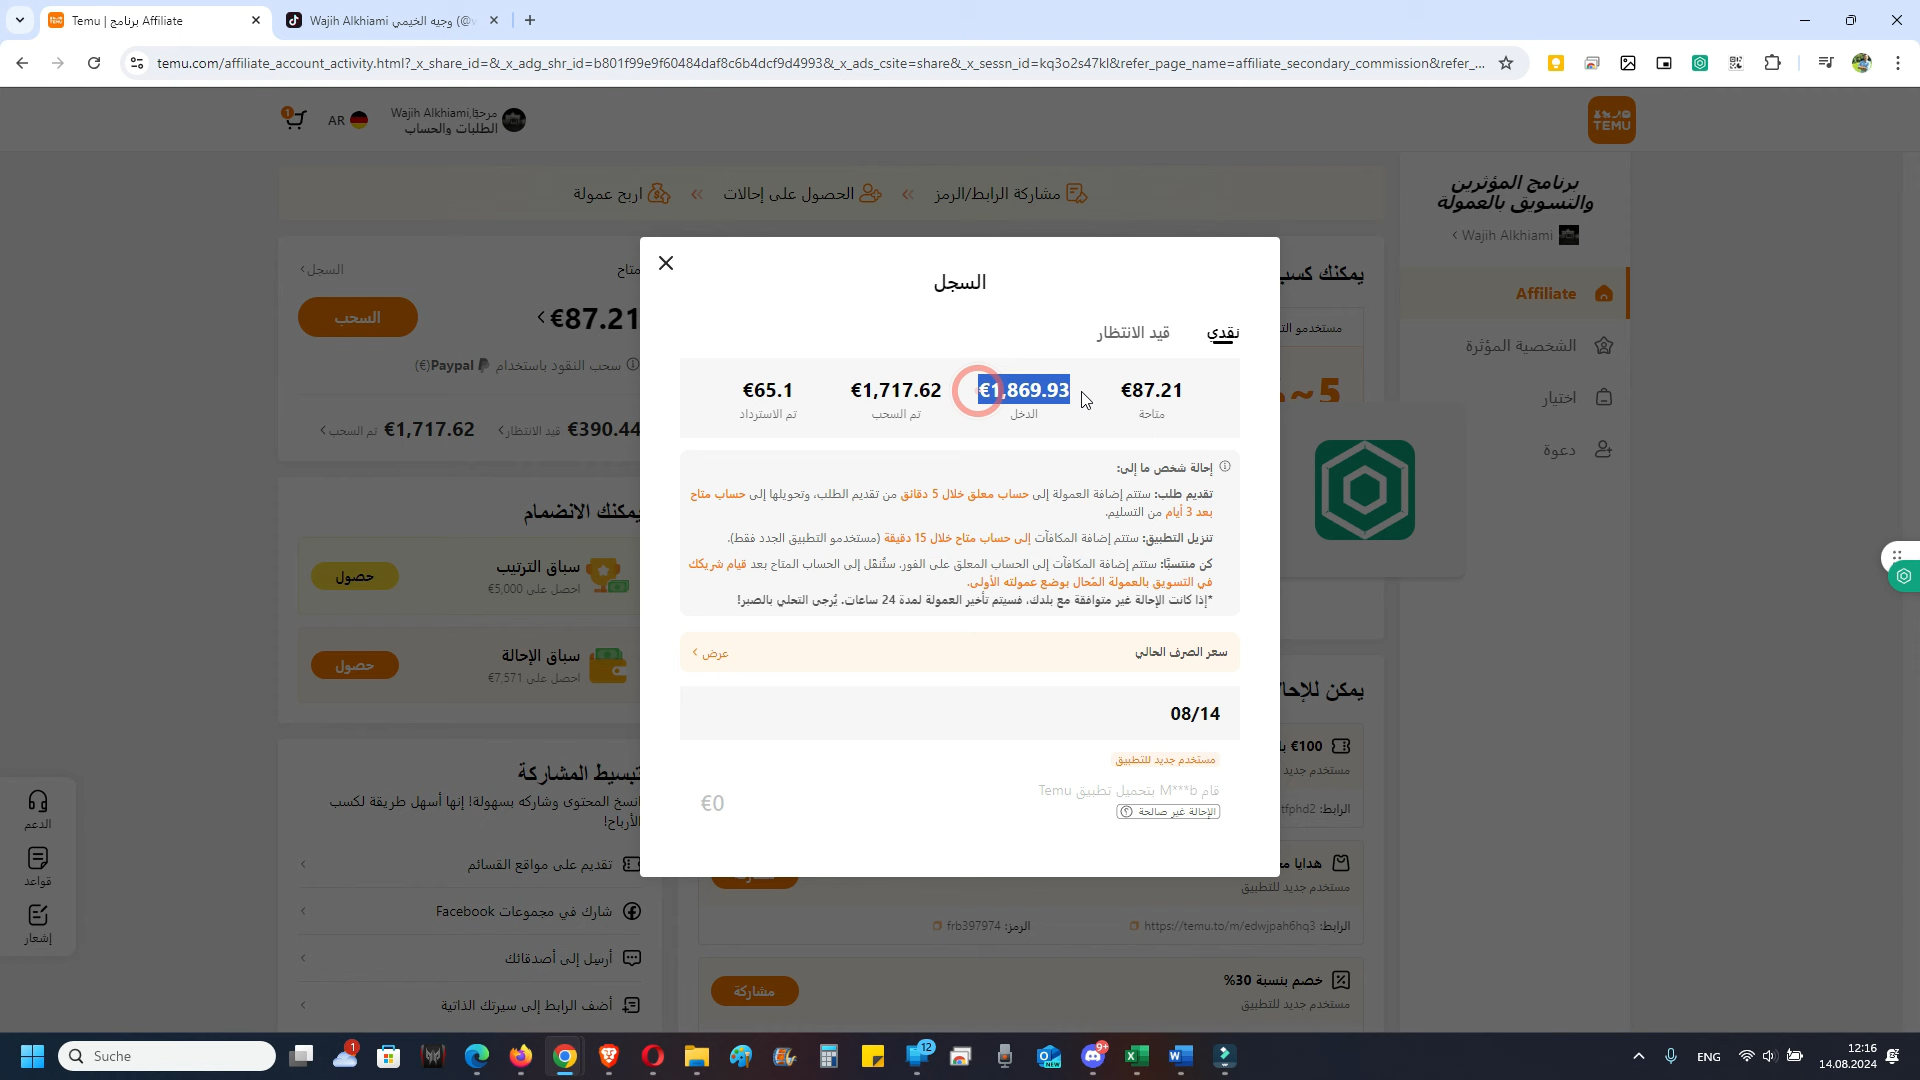 Temu | برنامج Affiliate
Wajih Alkhiami وجيه الخيمي (@
temu.com/affiliate_account_activity.html?_x_share_id=&_x_adg_shr_id=b801f99e9f60484daf8c6b4dcf9d4993&_x_ads_csite=share&_x_sessn_id=kq3o2s47kl&refer_page_name=affiliate_secondary_commission&refer_...
TEMU
1
AR
مرحبًا,Wajih Alkhiami
الطلبات والحساب
مشاركة الرابط/الرمز
الحصول على إحالات
اربح عمولة
برنامج المؤثرين
والتسويق بالعمولة
Wajih Alkhiami
Affiliate
الشخصية المؤثرة
اختيار
دعوة
يمكنك كسب
مستخدمو
5~
متاح
السجل
€87.21
السحب
سحب النقود باستخدام Paypal (€)
€390.44 قيد الانتظار
€1,717.62 تم السحب
يمكنك الانضمام
سباق الترتيب
احصل على €5,000
حصول
سباق الإحالة
احصل على €7,571
حصول
تبسيط المشاركة
انسخ المحتوى وشاركه بسهولة! إنها أسهل طريقة لكسب
الأرباح!
تقديم على مواقع القسائم
شارك في مجموعات Facebook
أرسل إلى أصدقائك
أضف الرابط إلى سيرتك الذاتية
الدعم
قواعد
إشعار
السجل
نقدي
قيد الانتظار
€87.21
متاحة
€1,869.93
الدخل
€1,717.62
تم السحب
€65.1
تم الاسترداد
إحالة شخص ما إلى:
تقديم طلب: ستتم إضافة العمولة إلى حساب معلق خلال 5 دقائق من تقديم الطلب، وتحويلها إلى حساب متاح
بعد 3 أيام من التسليم.
تنزيل التطبيق: ستتم إضافة المكافآت إلى حساب متاح خلال 15 دقيقة (مستخدمو التطبيق الجدد فقط).
كن منتسبًا: ستتم إضافة المكافآت إلى الحساب المعلق على الفور. ستُنقل إلى الحساب المتاح بعد قيام شريكك
في التسويق بالعمولة المُحال بوضع عمولته الأولى.
*إذا كانت الإحالة غير متوافقة مع بلدك، فسيتم تأخير العمولة لمدة 24 ساعات. يُرجى التحلي بالصبر!
سعر الصرف الحالي
عرض
08/14
مستخدم جديد للتطبيق
قام M***b بتحميل تطبيق Temu
الإحالة غير صالحة
€0
€100
مستخدم جديد
الرابط:
tfphd2
هدايا
مستخدم جديد للتطبيق
الرابط: https://temu.to/m/edwjpah6hq3
الرمز: frb397974
خصم بنسبة 30%
مستخدم جديد للتطبيق
مشاركة
Suche
1
12
9+
ENG
12:16
14.08.2024